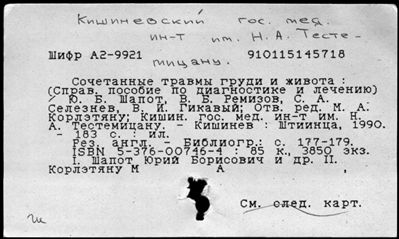 Кишиневский гос. мед.
ин-т им. Н. А. Тесте-
мицану.
Шифр А2-9921 910115145718
Сочетанные травмы груди и живота :
(Справ. пособие по диагностике и лечению)
/ Ю. Б. Шапот, В. Б. Ремизов, С. А.
Селезнев, В. И. Гикавый; Отв. ред. М. А.
Корлэтяну; Кишин. гос. мед. ин-т им. Н.
А. Тестемицану. - Кишинев : Штиинца, 1990.
- 183 с. : ил.
Рез. англ. - Библиогр.: с. 177-179.
ISBN 5-376-00746-4 : 85 к., 3850 экз.
I. Шапот Юрий Борисович и др. II.
Корлэтяну М А ,
См. след. карт.